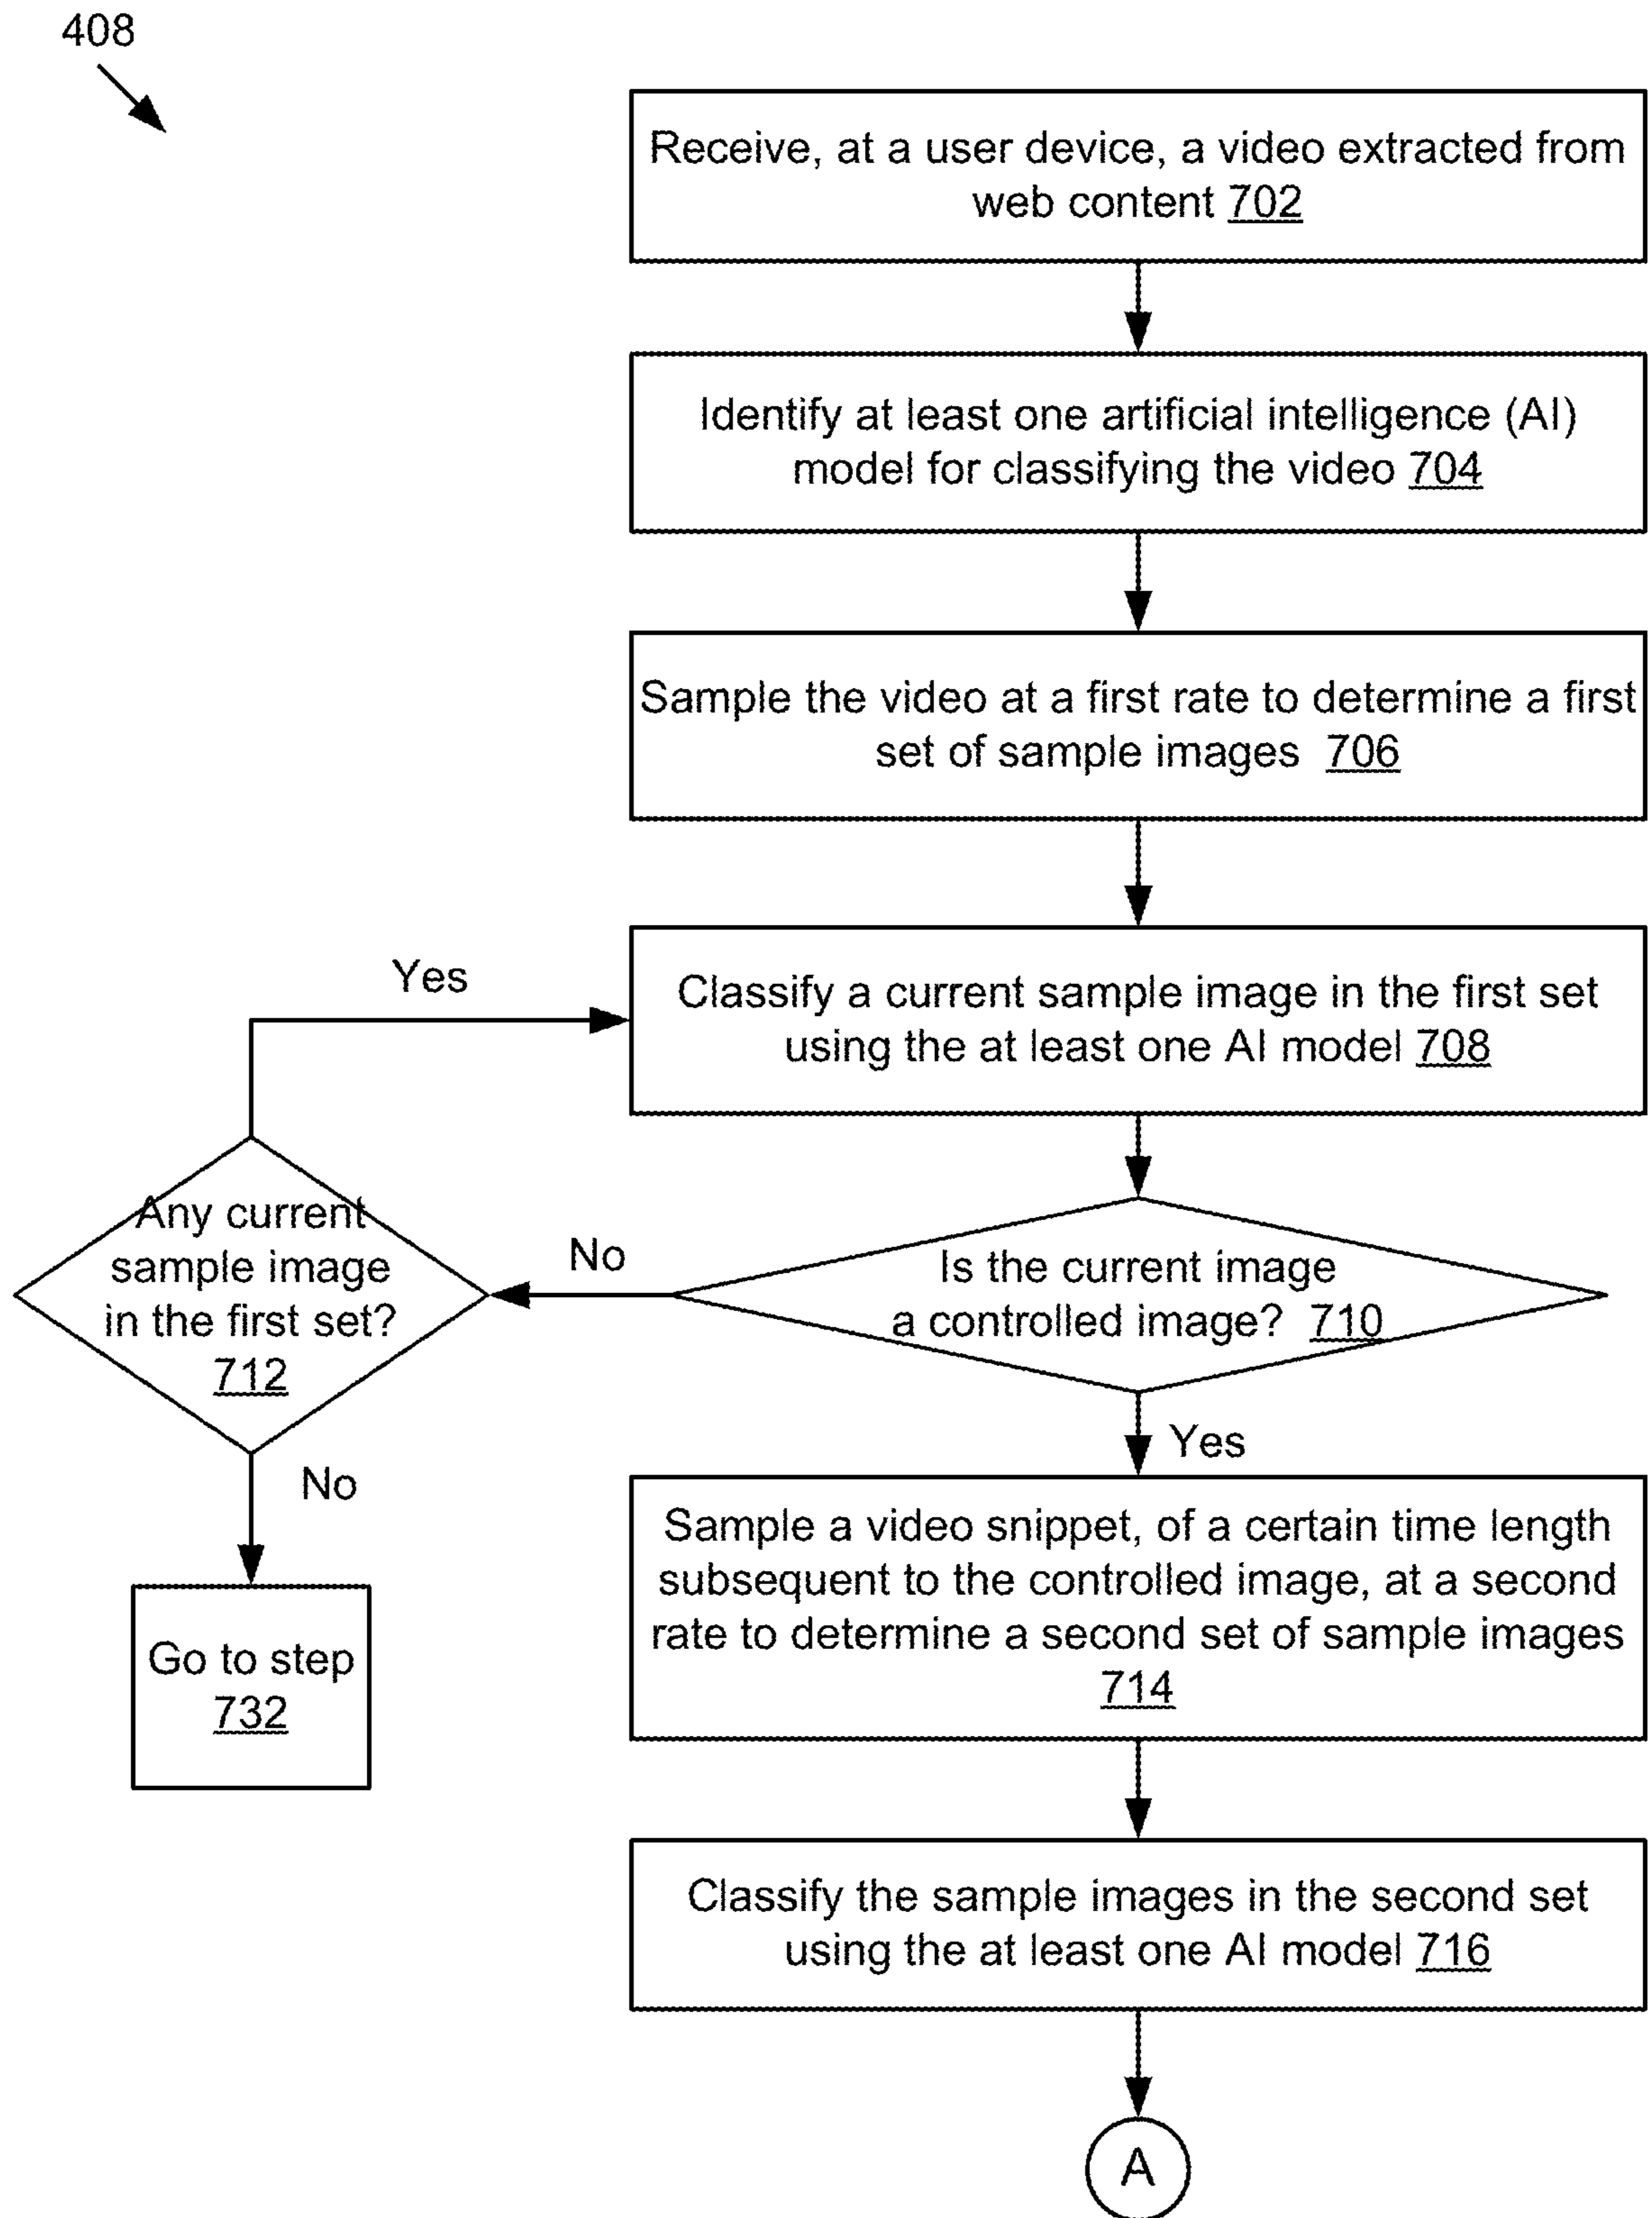 408
Receive, at a user device, a video extracted from
web content 702
Identify at least one artificial intelligence (AI)
model for classifying the video 704
Sample the video at a first rate to determine a first
set of sample images 706
Yes
Classify a current sample image in the first set
using the at least one AI model 708
Any current
sample image
in the first set?
712
No
Is the current image
a controlled image? 710
Yes
No
Go to step
732
Sample a video snippet, of a certain time length
subsequent to the controlled image, at a second
rate to determine a second set of sample images
714
Classify the sample images in the second set
using the at least one AI model 716
A